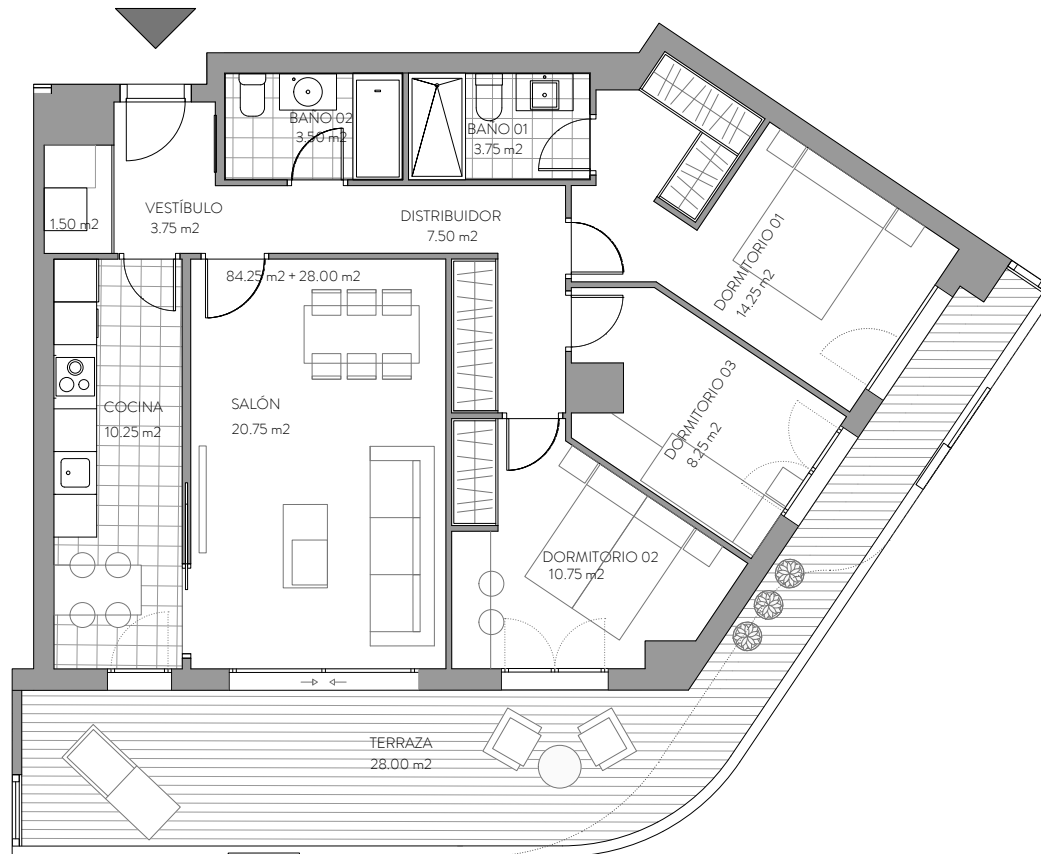 BAÑO 02
3.50 m2
BAÑO 01
3.75 m2
1.50 m2
VESTÍBULO
3.75 m2
DISTRIBUIDOR
7.50 m2
DORMITORIO 01
14.25 m2
84.25 m2 + 28.00 m2
COCINA
10.25 m2
SALÓN
20.75 m2
DORMITORIO 03
8.25 m2
DORMITORIO 02
10.75 m2
TERRAZA
28.00 m2